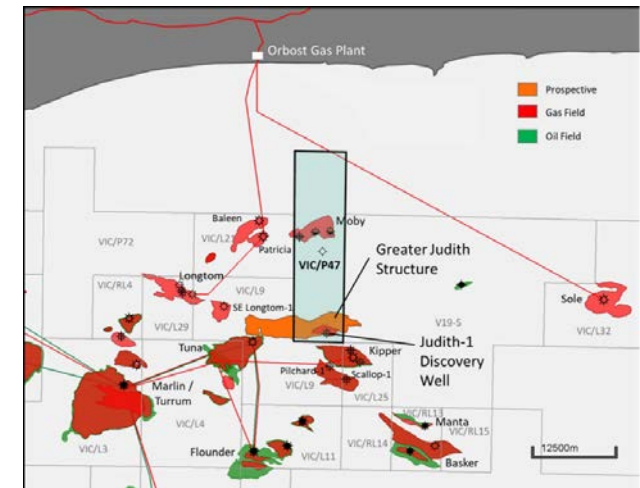 Orbost Gas Plant
Prospective
Gas Field
Oil Field
Baleen
Moby
VIC/P72
VIC/L21
Patricia
VIC/P47
Greater Judith
Structure
Longtom
VIC/RL4
VIC/L9
SE Longtom-1
Sole
VIC/L29
V19-S
VIC/L32
Tuna
Judith-1
Discovery
Well
Kipper
Pilchard-1
Scallop-1
VIC/L9
VIC/L25
Marlin /
Turrum
VIC/L4
VIC/RL13
Manta
VIC/RL15
VIC/RL14
VIC/L3
Flounder
VIC/L11
Basker
12500m